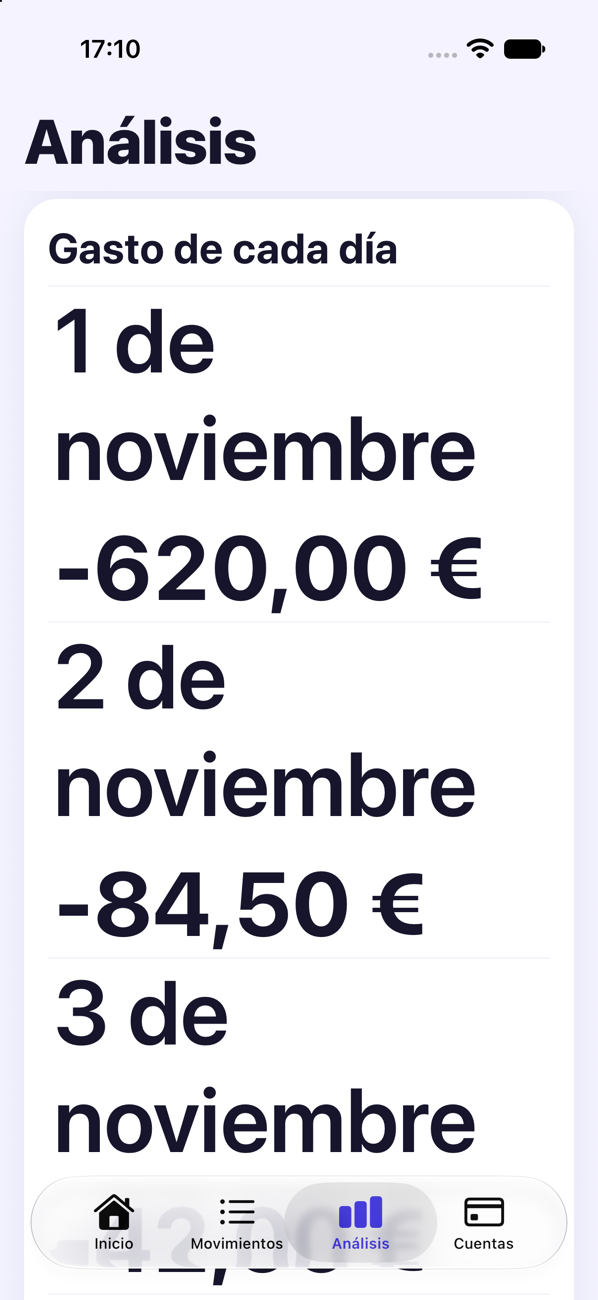 17:10
Análisis
Gasto de cada día
1 de
noviembre
-620,00 €
2 de
noviembre
-84,50 €
3 de
noviembre
Inicio
Movimientos
Análisis
Cuentas